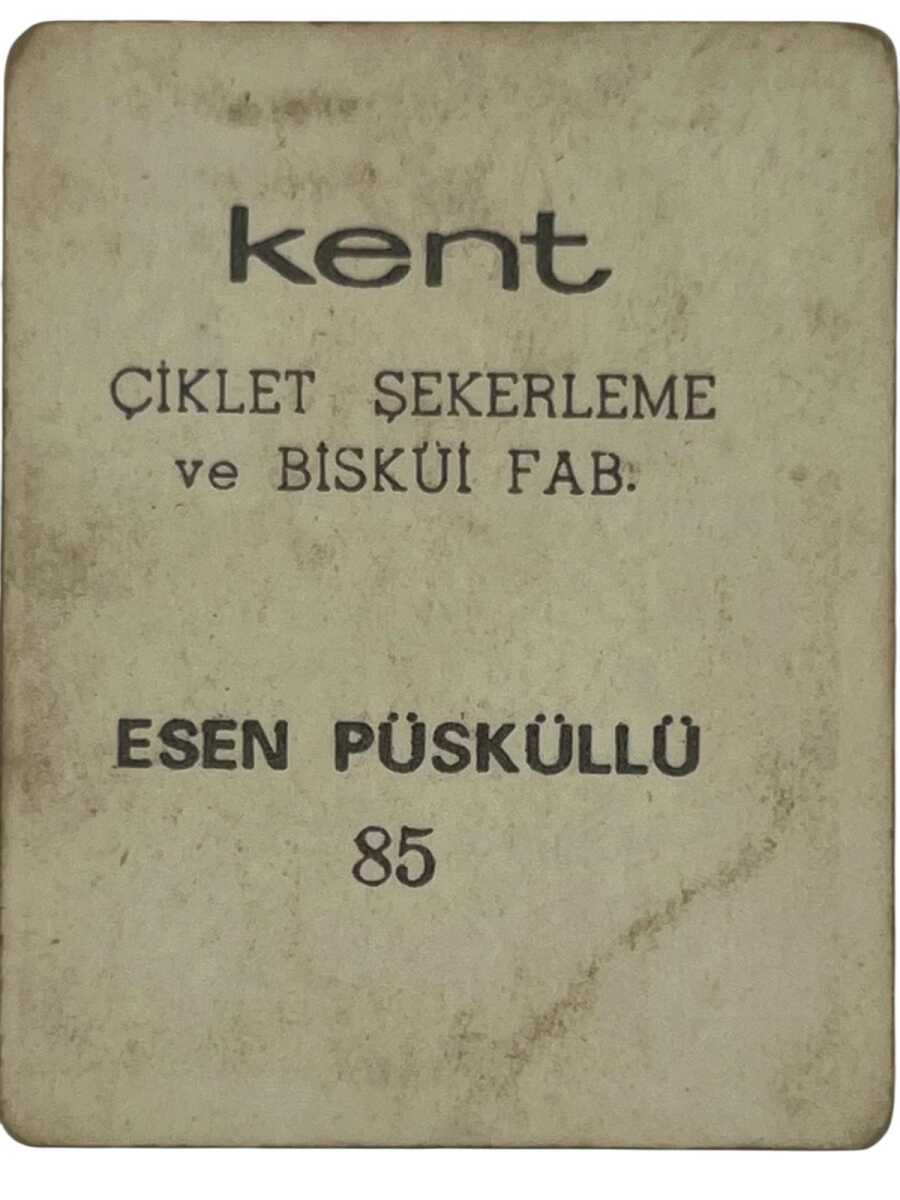 kent
ÇİKLET ŞEKERLEME
ve BİSKÜİ FAB.
ESEN PÜSKÜLLÜ
85